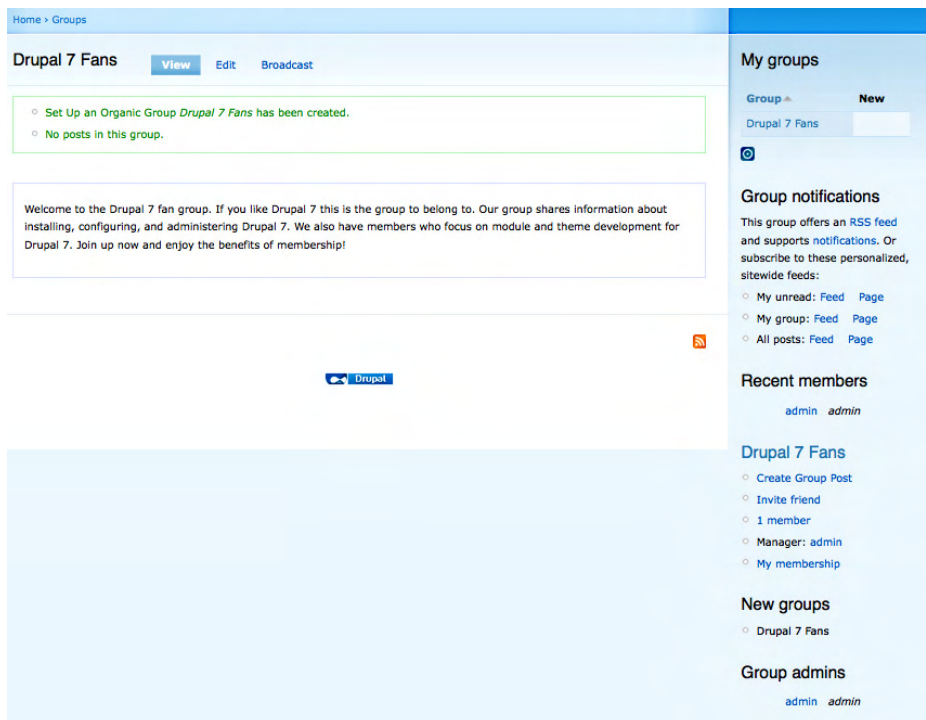 Home › Groups
Drupal 7 Fans
View Edit Broadcast
Set Up an Organic Group Drupal 7 Fans has been created.
No posts in this group.
Welcome to the Drupal 7 fan group. If you like Drupal 7 this is the group to belong to. Our group shares information about
installing, configuring, and administering Drupal 7. We also have members who focus on module and theme development for
Drupal 7. Join up now and enjoy the benefits of membership!
Drupal
My groups
Group New
Drupal 7 Fans
Group notifications
This group offers an RSS feed
and supports notifications. Or
subscribe to these personalized,
sitewide feeds:
My unread: Feed Page
My group: Feed Page
All posts: Feed Page
Recent members
admin admin
Drupal 7 Fans
Create Group Post
Invite friend
1 member
Manager: admin
My membership
New groups
Drupal 7 Fans
Group admins
admin admin